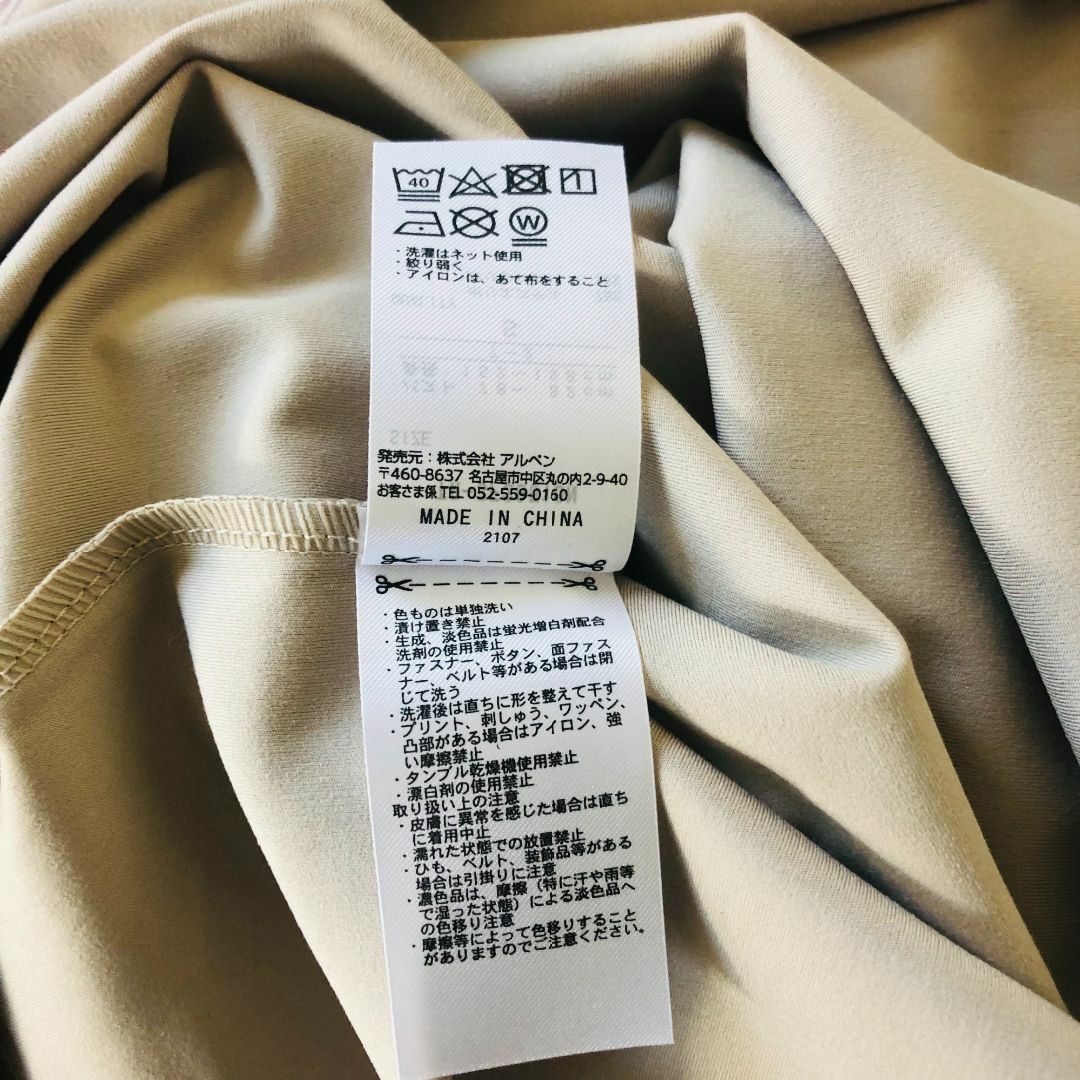 40
W
・洗濯はネット使用
・絞り弱く
・アイロンは、あて布をすること
SIZE
発売元:株式会社 アルペン
〒460-8637 名古屋市中区丸の内2-9-40
お客さま係 TEL 052-559-0160
MADE IN CHINA
2107
・色ものは単独洗い
・漬け置き禁止
・生成、淡色品は蛍光増白剤配合
洗剤の使用禁止
・ファスナー、ボタン、面ファス
ナー、ベルト等がある場合は閉
じて洗う
・洗濯後は直ちに形を整えて干す
・プリント、刺しゅう、ワッペン、
凸部がある場合はアイロン、強
い摩擦禁止
・タンブル乾燥機使用禁止
・漂白剤の使用禁止
取り扱い上の注意
・皮膚に異常を感じた場合は直ち
に着用中止
・濡れた状態での放置禁止
・ひも、ベルト、装飾品等がある
場合は引掛りに注意
・濃色品は、摩擦（特に汗や雨等
で湿った状態）による淡色品へ
の色移り注意
・摩擦等によって色移りすること
がありますのでご注意ください。